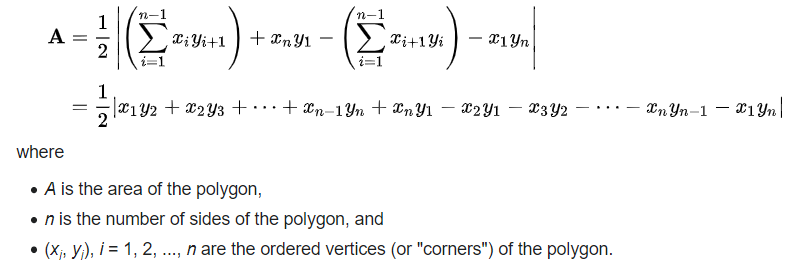 A = \frac{1}{2} \left| \left( \sum_{i=1}^{n-1} x_i y_{i+1} \right) + x_n y_1 - \left( \sum_{i=1}^{n-1} x_{i+1} y_i \right) - x_1 y_n \right|
= \frac{1}{2} | x_1 y_2 + x_2 y_3 + \cdots + x_{n-1} y_n + x_n y_1 - x_2 y_1 - x_3 y_2 - \cdots - x_n y_{n-1} - x_1 y_n |
where
• A is the area of the polygon,
• n is the number of sides of the polygon, and
• (x_i, y_i), i = 1, 2, ..., n are the ordered vertices (or "corners") of the polygon.